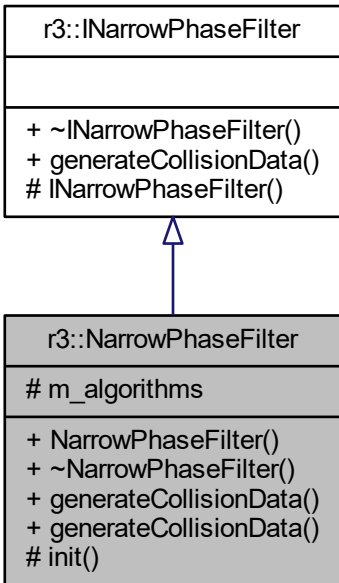 r3::INarrowPhaseFilter
+ ~INarrowPhaseFilter()
+ generateCollisionData()
# INarrowPhaseFilter()
r3::NarrowPhaseFilter
# m_algorithms
+ NarrowPhaseFilter()
+ ~NarrowPhaseFilter()
+ generateCollisionData()
+ generateCollisionData()
# init()